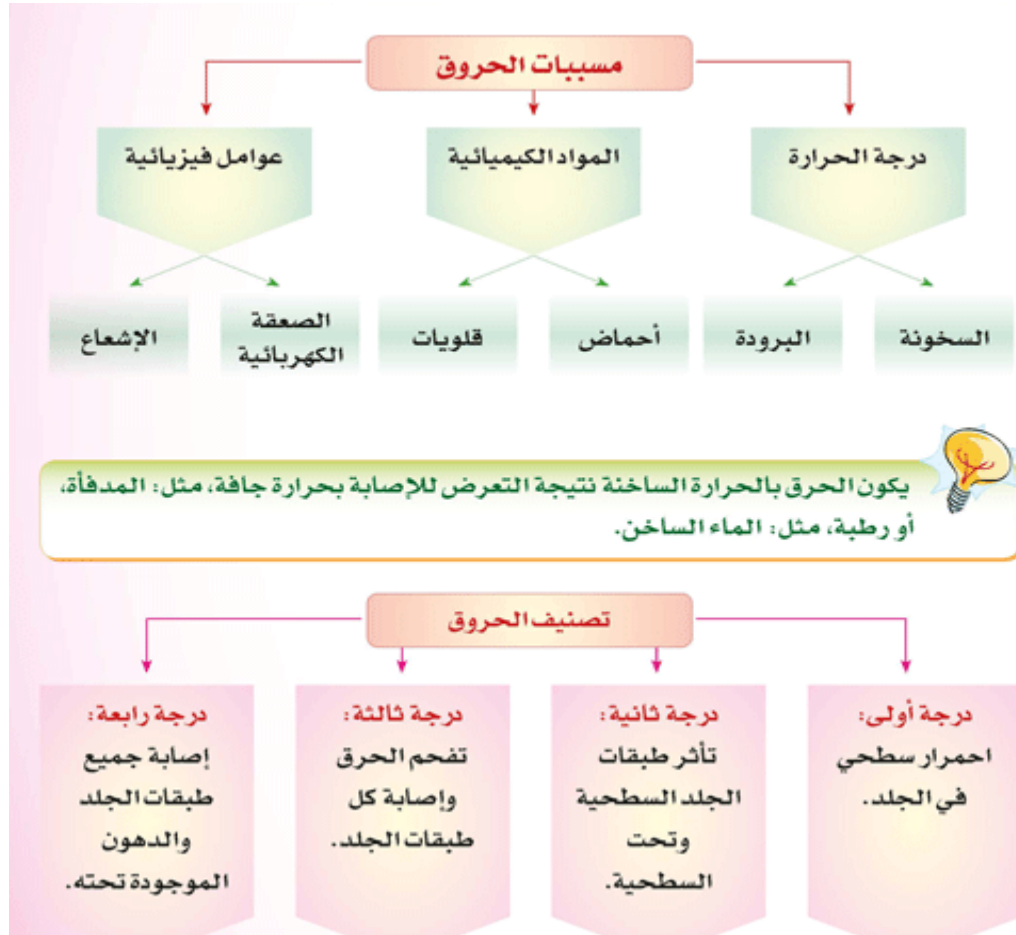 مسببات الحروق
درجة الحرارة
المواد الكيميائية
عوامل فيزيائية
السخونة
البرودة
أحماض
قلويات
الصعقة
الكهربائية
الإشعاع
يكون الحرق بالحرارة الساخنة نتيجة التعرض للإصابة بحرارة جافة، مثل: المدفأة،
أو رطبة، مثل: الماء الساخن.
تصنيف الحروق
درجة أولى:
احمرار سطحي
في الجلد.
درجة ثانية:
تأثر طبقات
الجلد السطحية
وتحت
السطحية.
درجة ثالثة:
تفحم الحرق
وإصابة كل
طبقات الجلد.
درجة رابعة:
إصابة جميع
طبقات الجلد
والدهون
الموجودة تحته.